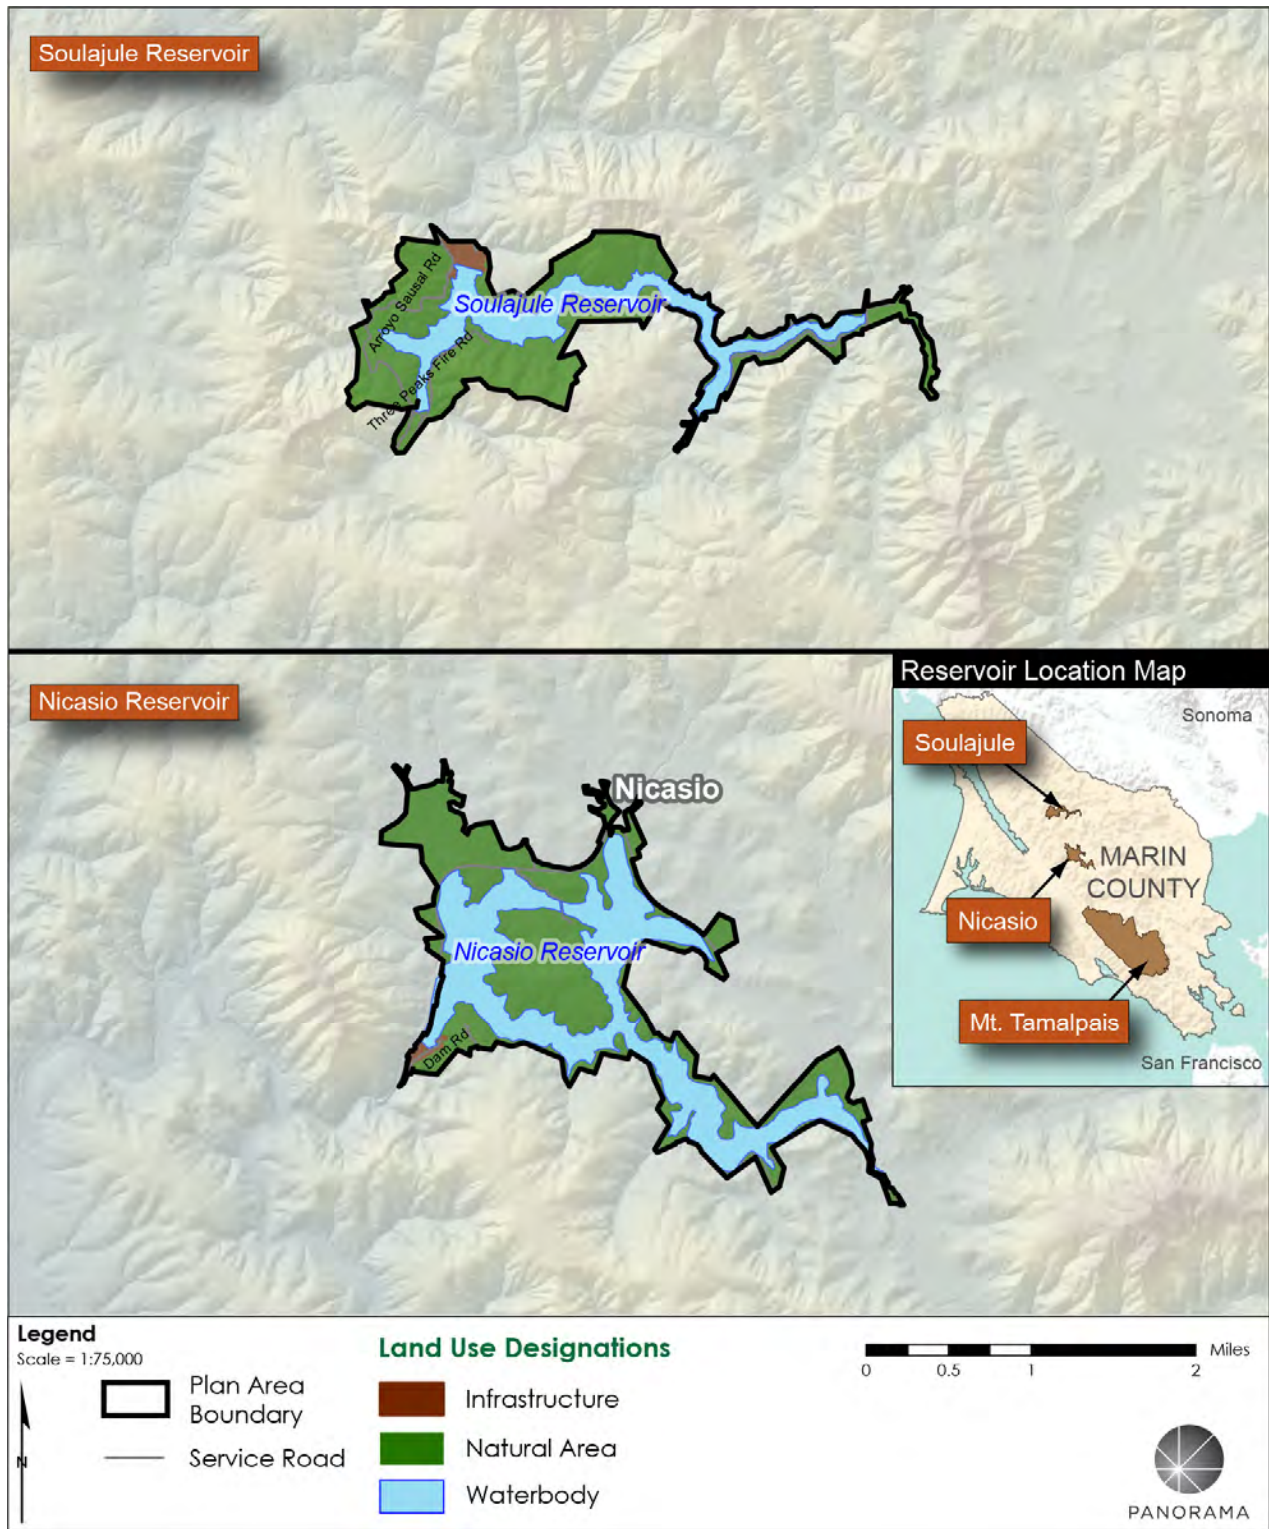 Soulajule Reservoir
Arroyo Sausal Rd
Soulajule Reservoir
Three Peaks Fire Rd
Nicasio Reservoir
Nicasio
Nicasio Reservoir
Dam Rd
Reservoir Location Map
Sonoma
Soulajule
MARIN
COUNTY
Nicasio
Mt. Tamalpais
San Francisco
Legend
Scale = 1:75,000
N
Plan Area
Boundary
Service Road
Land Use Designations
Infrastructure
Natural Area
Waterbody
0 0.5 1 2 Miles
PANORAMA